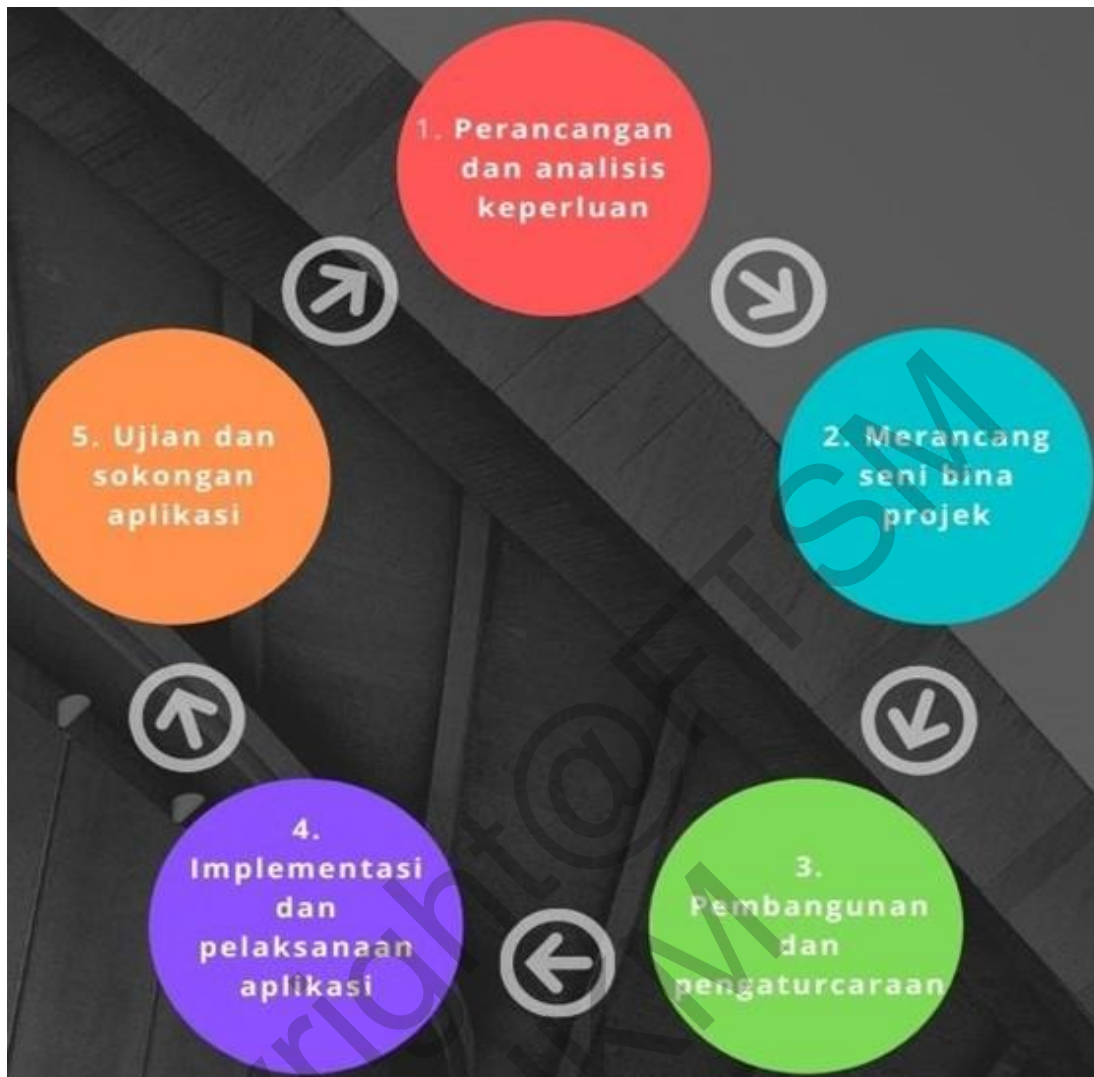 1. Perancangan
dan analisis
keperluan
2. Merancang
seni bina
projek
3.
Pembangunan
dan
pengaturcaraan
4.
Implementasi
dan
pelaksanaan
aplikasi
5. Ujian dan
sokongan
aplikasi
@FTSM